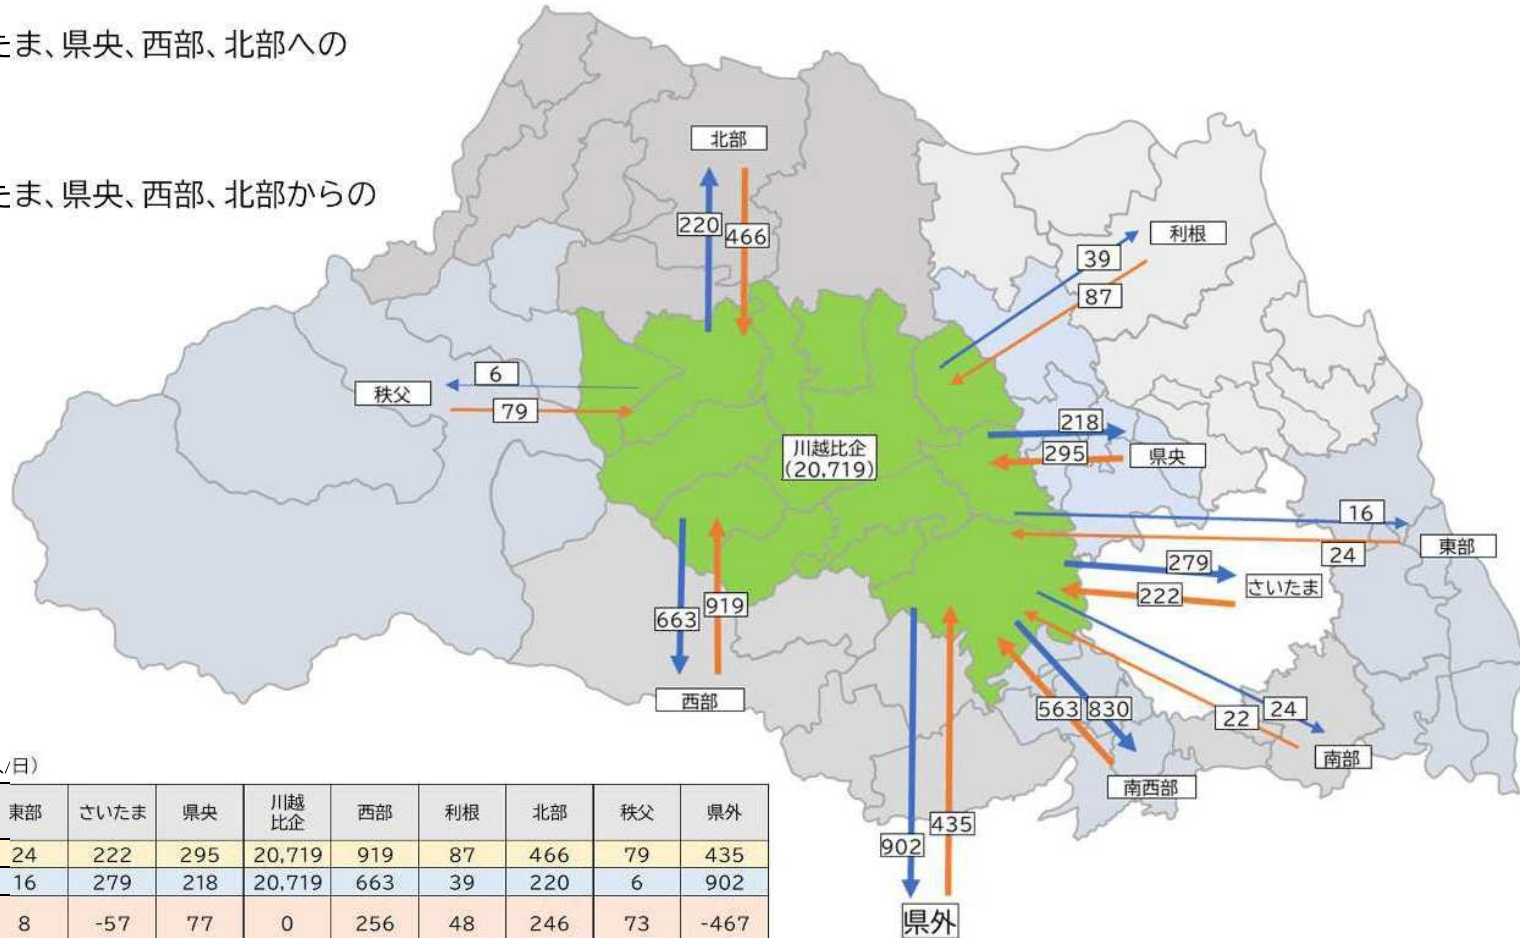 たま、県央、西部、北部への
たま、県央、西部、北部からの
北部
220
466
利根
39
87
秩父
6
79
川越比企
(20,719)
218
295
県央
16
24
東部
279
222
さいたま
663
919
西部
563
830
南西部
22
24
南部
902
435
県外
人/日)
東部 さいたま 県央 川越比企 西部 利根 北部 秩父 県外
24 222 295 20,719 919 87 466 79 435
16 279 218 20,719 663 39 220 6 902
8 -57 77 0 256 48 246 73 -467